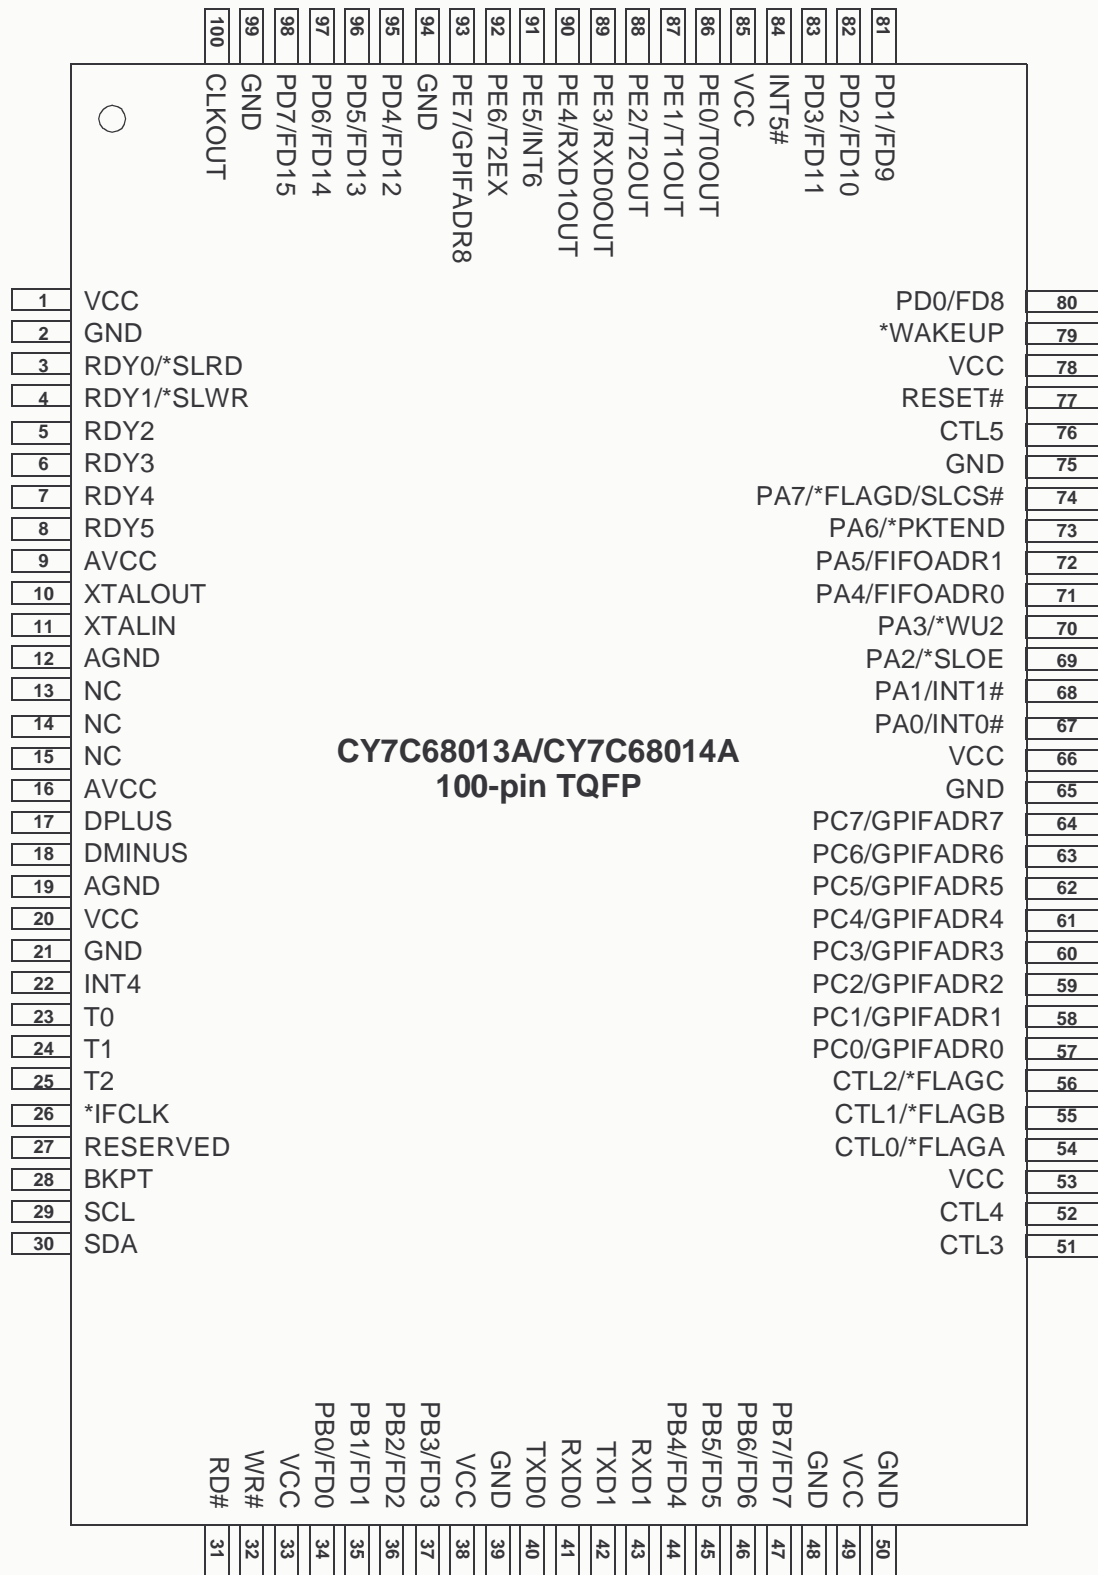 100 99 98 97 96 95 94 93 92 91 90 89 88 87 86 85 84 83 82 81
CLKOUT
GND
PD7/FD15
PD6/FD14
PD5/FD13
PD4/FD12
GND
PE7/GPIFADR8
PE6/T2EX
PE5/INT6
PE4/RXD1OUT
PE3/RXD0OUT
PE2/T2OUT
PE1/T1OUT
PE0/T0OUT
VCC
INT5#
PD3/FD11
PD2/FD10
PD1/FD9
1 VCC
2 GND
3 RDY0/*SLRD
4 RDY1/*SLWR
5 RDY2
6 RDY3
7 RDY4
8 RDY5
9 AVCC
10 XTALOUT
11 XTALIN
12 AGND
13 NC
14 NC
15 NC
16 AVCC
17 DPLUS
18 DMINUS
19 AGND
20 VCC
21 GND
22 INT4
23 T0
24 T1
25 T2
26 *IFCLK
27 RESERVED
28 BKPT
29 SCL
30 SDA
CY7C68013A/CY7C68014A
100-pin TQFP
PD0/FD8 80
*WAKEUP 79
VCC 78
RESET# 77
CTL5 76
GND 75
PA7/*FLAGD/SLCS# 74
PA6/*PKTEND 73
PA5/FIFOADR1 72
PA4/FIFOADR0 71
PA3/*WU2 70
PA2/*SLOE 69
PA1/INT1# 68
PA0/INT0# 67
VCC 66
GND 65
PC7/GPIFADR7 64
PC6/GPIFADR6 63
PC5/GPIFADR5 62
PC4/GPIFADR4 61
PC3/GPIFADR3 60
PC2/GPIFADR2 59
PC1/GPIFADR1 58
PC0/GPIFADR0 57
CTL2/*FLAGC 56
CTL1/*FLAGB 55
CTL0/*FLAGA 54
VCC 53
CTL4 52
CTL3 51
RD#
WR#
VCC
PB0/FD0
PB1/FD1
PB2/FD2
PB3/FD3
VCC
GND
TXD0
RXD0
TXD1
RXD1
PB4/FD4
PB5/FD5
PB6/FD6
PB7/FD7
GND
VCC
GND
31 32 33 34 35 36 37 38 39 40 41 42 43 44 45 46 47 48 49 50